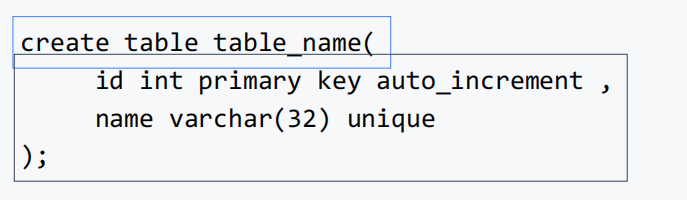 create table table_name(
id int primary key auto_increment ,
name varchar(32) unique
);